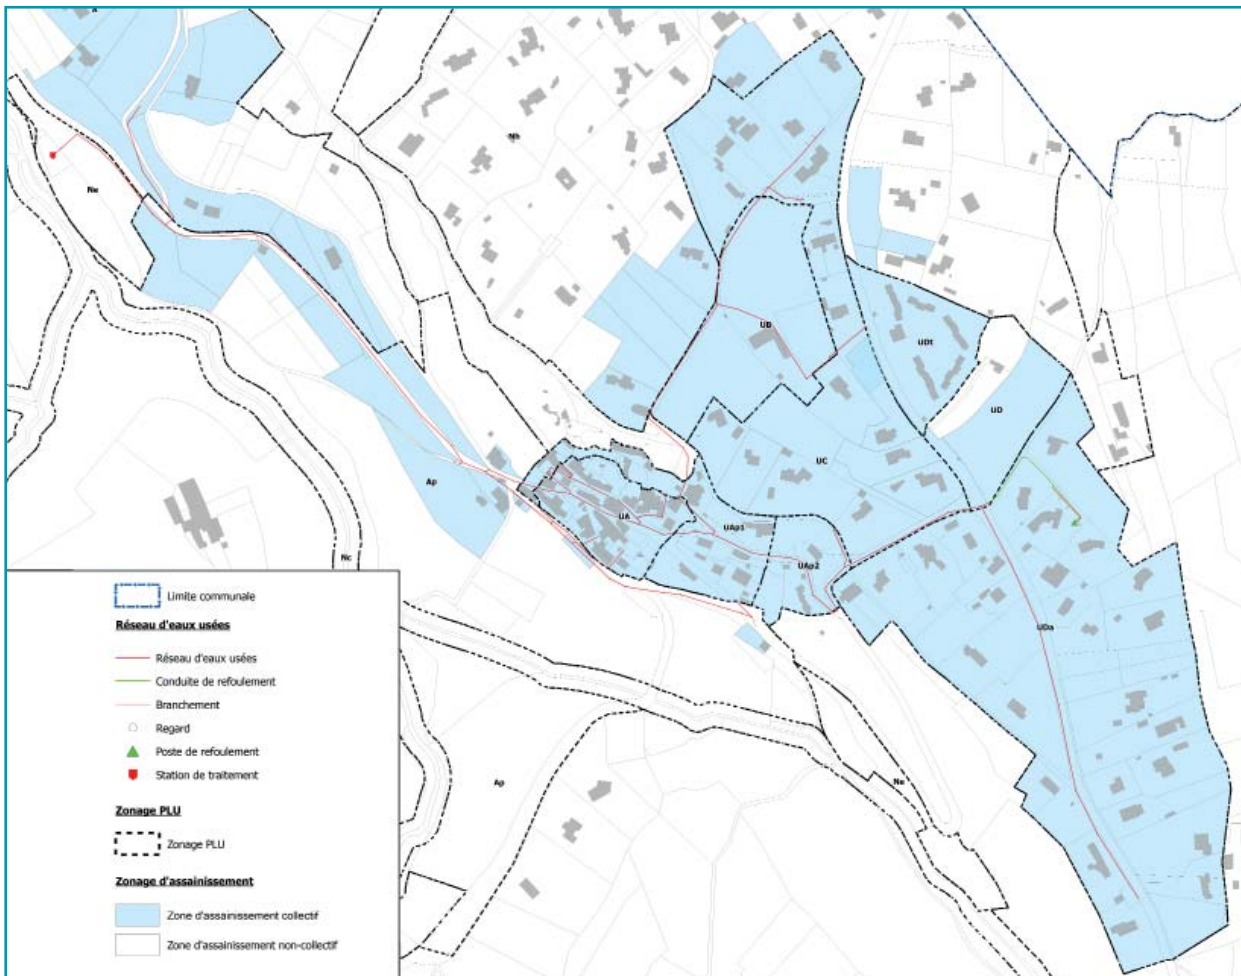 A
Nh
Ne
UB
UDt
UD
UC
Ap
UA
UAp1
UAp2
Nc
UDa
Ap
Ne
Limite communale
Réseau d'eaux usées
Réseau d'eaux usées
Conduite de refoulement
Branchement
Regard
Poste de refoulement
Station de traitement
Zonage PLU
Zonage PLU
Zonage d'assainissement
Zone d'assainissement collectif
Zone d'assainissement non-collectif